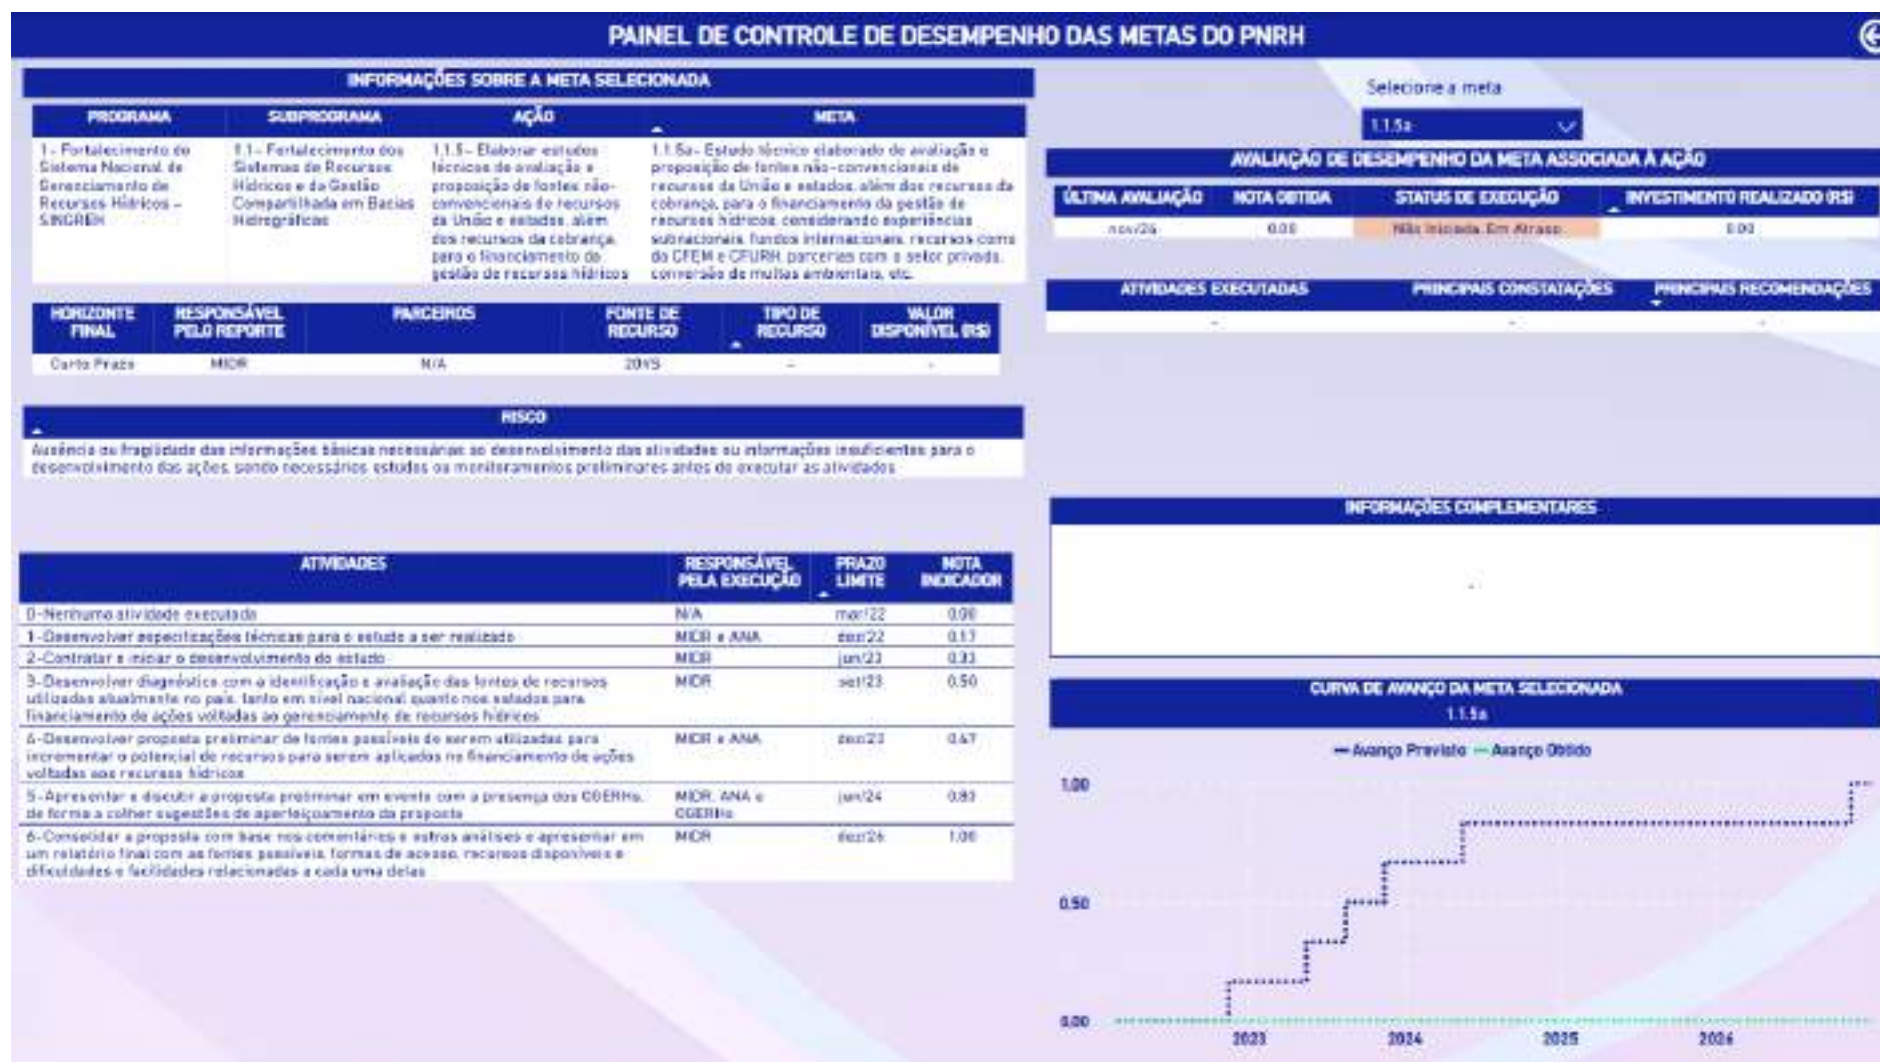 PAINEL DE CONTROLE DE DESEMPENHO DAS METAS DO PNRH
INFORMAÇÕES SOBRE A META SELECIONADA
PROGRAMA SUBPROGRAMA AÇÃO META
1- Fortalecimento do
Sistema Nacional de
Gerenciamento de
Recursos Hídricos –
SINGREH
1.1- Fortalecimento dos
Sistemas de Recursos
Hídricos e da Gestão
Compartilhada em Bacias
Hidrográficas
1.1.5- Elaborar estudos
técnicos de avaliação e
proposição de fontes não-
convencionais de recursos
da União e estados, além
dos recursos da cobrança,
para o financiamento da
gestão de recursos hídricos
1.1.5a- Estudo técnico elaborado de avaliação e
proposição de fontes não-convencionais de
recursos da União e estados, além dos recursos da
cobrança, para o financiamento da gestão de
recursos hídricos, considerando experiências
subnacionais, fundos internacionais, recursos como
da CFEM e CFURH, parcerias com o setor privado,
conversão de multas ambientais, etc.
HORIZONTE
FINAL
RESPONSÁVEL
PELO REPORTE
PARCEIROS
FONTE DE
RECURSO
TIPO DE
RECURSO
VALOR
DISPONÍVEL (R$)
Curto Prazo MIDR N/A 20VS - -
RISCO
Ausência ou fragilidade das informações básicas necessárias ao desenvolvimento das atividades ou informações insuficientes para o
desenvolvimento das ações, sendo necessários estudos ou monitoramentos preliminares antes de executar as atividades
ATIVIDADES
RESPONSÁVEL
PELA EXECUÇÃO
PRAZO
LIMITE
NOTA
INDICADOR
0-Nenhuma atividade executada N/A mar/22 0.00
1-Desenvolver especificações técnicas para o estudo a ser realizado MIDR e ANA dez/22 0.17
2-Contratar e iniciar o desenvolvimento do estudo MIDR jun/23 0.33
3-Desenvolver diagnóstico com a identificação e avaliação das fontes de recursos MIDR set/23 0.50
utilizadas atualmente no país, tanto em nível nacional quanto nos estados para
financiamento de ações voltadas ao gerenciamento de recursos hídricos
4-Desenvolver proposta preliminar de fontes possíveis de serem utilizadas para MIDR e ANA dez/23 0.67
incrementar o potencial de recursos para serem aplicados no financiamento de ações
voltadas aos recursos hídricos
5-Apresentar e discutir a proposta preliminar em evento com a presença dos OGERHs, MIDR, ANA e jun/24 0.83
de forma a colher sugestões de aperfeiçoamento da proposta OGERHs
6-Consolidar a proposta com base nos comentários e outras análises e apresentar em MIDR dez/26 1.00
um relatório final com as fontes possíveis, formas de acesso, recursos disponíveis e
dificuldades e facilidades relacionadas a cada uma delas
Selecione a meta
1.1.5a
AVALIAÇÃO DE DESEMPENHO DA META ASSOCIADA À AÇÃO
ÚLTIMA AVALIAÇÃO NOTA OBTIDA STATUS DE EXECUÇÃO INVESTIMENTO REALIZADO (R$)
nov/24 0.00 Não Iniciada. Em Atraso 0.00
ATIVIDADES EXECUTADAS PRINCIPAIS CONSTATAÇÕES PRINCIPAIS RECOMENDAÇÕES
- - -
INFORMAÇÕES COMPLEMENTARES
-
CURVA DE AVANÇO DA META SELECIONADA
1.1.5a
Avanço Previsto Avanço Obtido
1.00
0.50
0.00
2023 2024 2025 2026